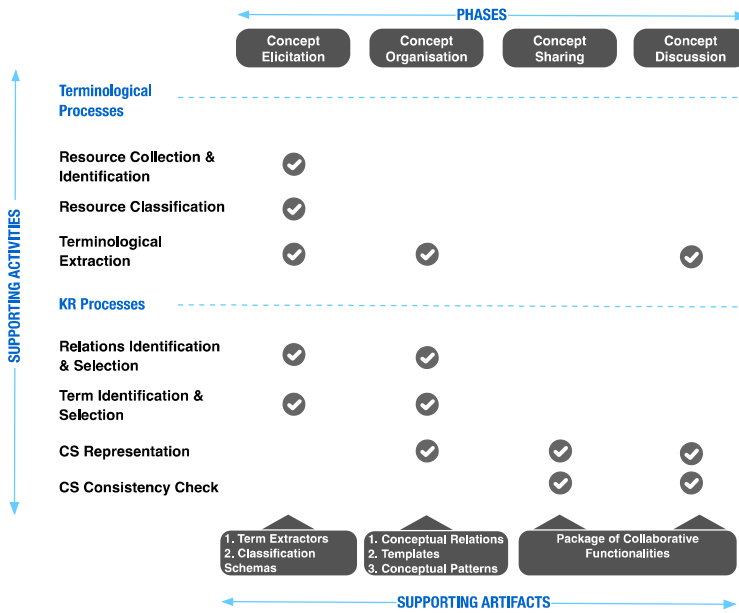 PHASES
Concept
Elicitation
Concept
Organisation
Concept
Sharing
Concept
Discussion
SUPPORTING ACTIVITIES
Terminological
Processes
Resource Collection &
Identification
Resource Classification
Terminological
Extraction
KR Processes
Relations Identification
& Selection
Term Identification &
Selection
CS Representation
CS Consistency Check
1. Term Extractors
2. Classification
Schemas
1. Conceptual Relations
2. Templates
3. Conceptual Patterns
Package of Collaborative
Functionalities
SUPPORTING ARTIFACTS